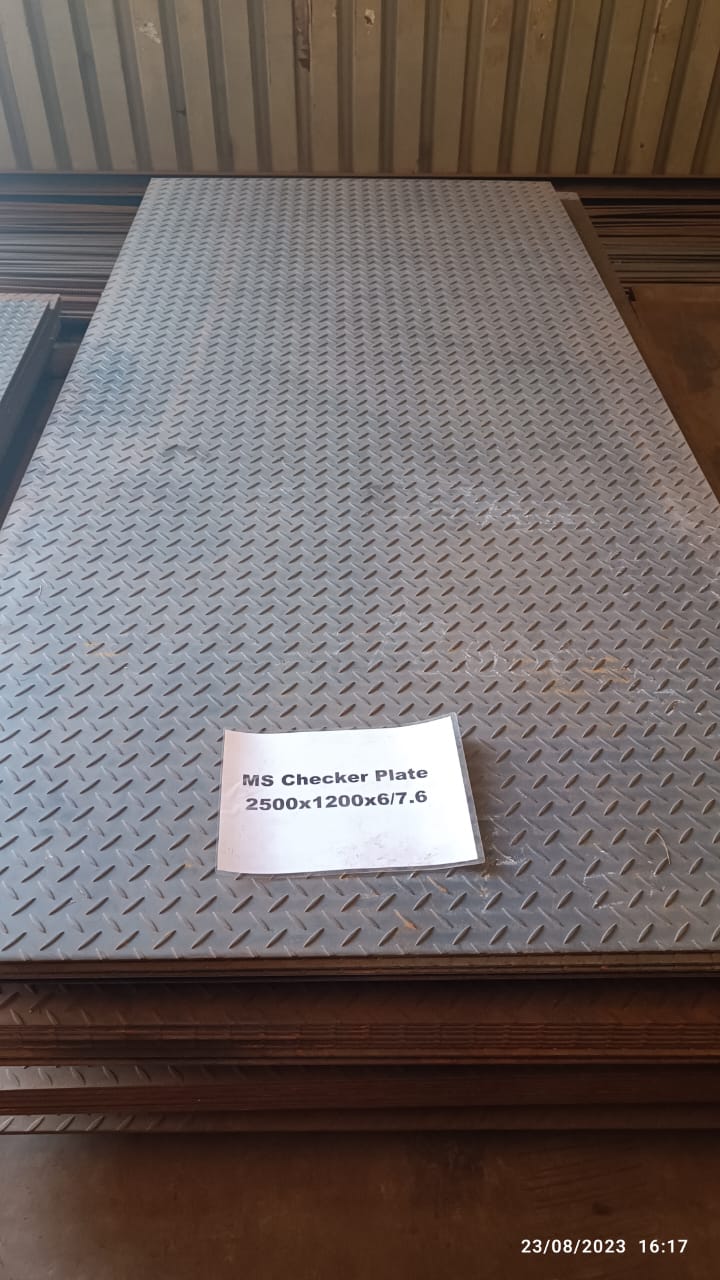 MS Checker Plate
2500x1200x6/7.6
23/08/2023 16:17